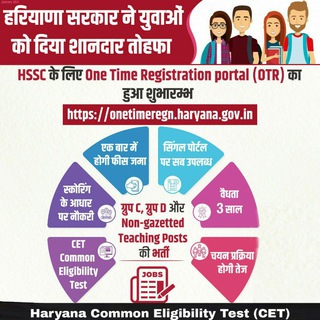 हरियाणा सरकार ने युवाओं
को दिया शानदार तोहफा
HSSC के लिए One Time Registration portal (OTR) का
हुआ शुभारम्भ
https://onetimeregn.haryana.gov.in
एक बार में
होगी फीस जमा
सिंगल पोर्टल
पर सब उपलब्ध
स्कोरिंग
के आधार
पर नौकरी
वैधता
3 साल
ग्रुप C, ग्रुप D और
Non-gazetted
Teaching Posts
की भर्ती
CET
Common
Eligibility
Test
चयन प्रक्रिया
होगी तेज
JOBS
Haryana Common Eligibility Test (CET)